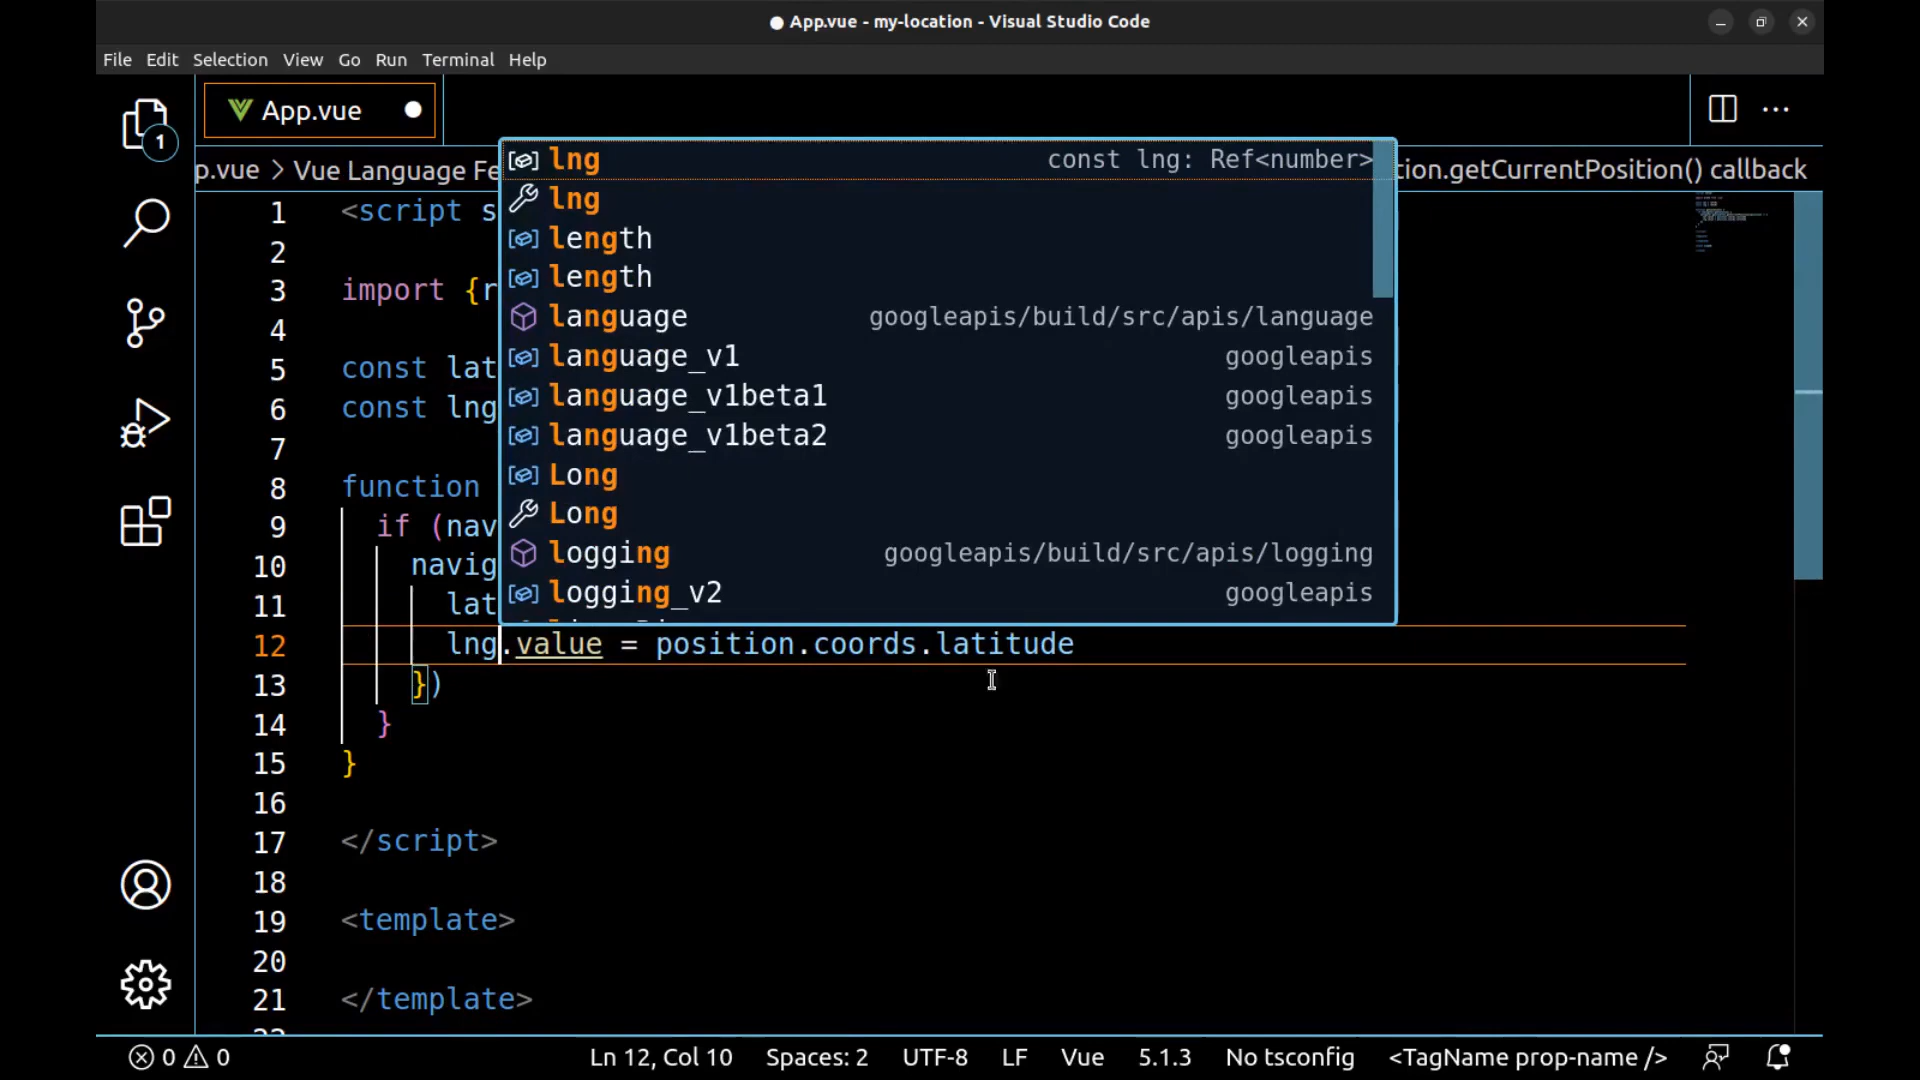 App.vue - my-location - Visual Studio Code
File Edit Selection View Go Run Terminal Help
App.vue
1
p.vue > Vue Language Fe
tion.getCurrentPosition() callback
1 <script s
2
3 import {r
4
5 const lat
6 const lng
7
8 function
9 if (nav
10 navig
11 lat
12 lng.value = position.coords.latitude
13 })
14 }
15 }
16
17 </script>
18
19 <template>
20
21 </template>
lng const lng: Ref<number>
lng
length
length
language googleapis/build/src/apis/language
language_v1 googleapis
language_v1beta1 googleapis
language_v1beta2 googleapis
Long
Long
logging googleapis/build/src/apis/logging
logging_v2 googleapis
0 0 Ln 12, Col 10 Spaces: 2 UTF-8 LF Vue 5.1.3 No tsconfig <TagName prop-name />